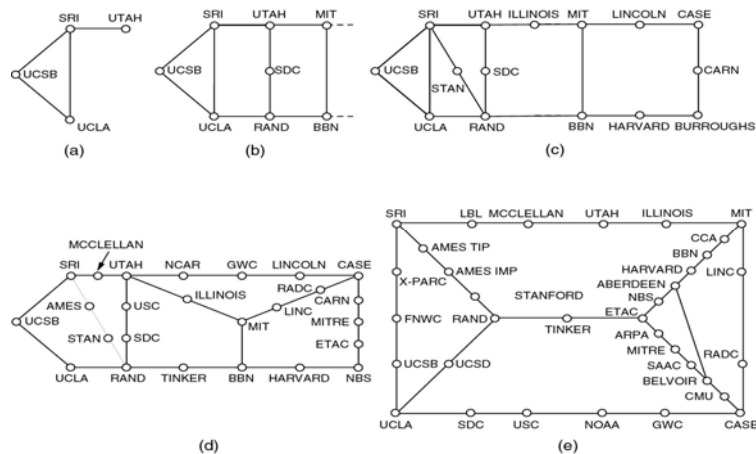 SRI UTAH
UCSB
UCLA
(a)
SRI UTAH MIT
UCSB SDC
UCLA RAND BBN
(b)
SRI UTAH ILLINOIS MIT LINCOLN CASE
UCSB SDC CARN
STAN
UCLA RAND BBN HARVARD BURROUGHS
(c)
MCCLELLAN
SRI UTAH NCAR GWC LINCOLN CASE
RADC
AMES USC ILLINOIS CARN
LINC
UCSB MIT MITRE
STAN SDC ETAC
UCLA RAND TINKER BBN HARVARD NBS
(d)
SRI LBL MCCLELLAN UTAH ILLINOIS MIT
CCA
AMES TIP BBN
AMES IMP HARVARD LINC
X-PARC ABERDEEN
STANFORD NBS
FNWC RAND ETAC
TINKER ARPA
MITRE RADC
UCSB UCSD SAAC
BELVOIR
CMU
UCLA SDC USC NOAA GWC CASE
(e)